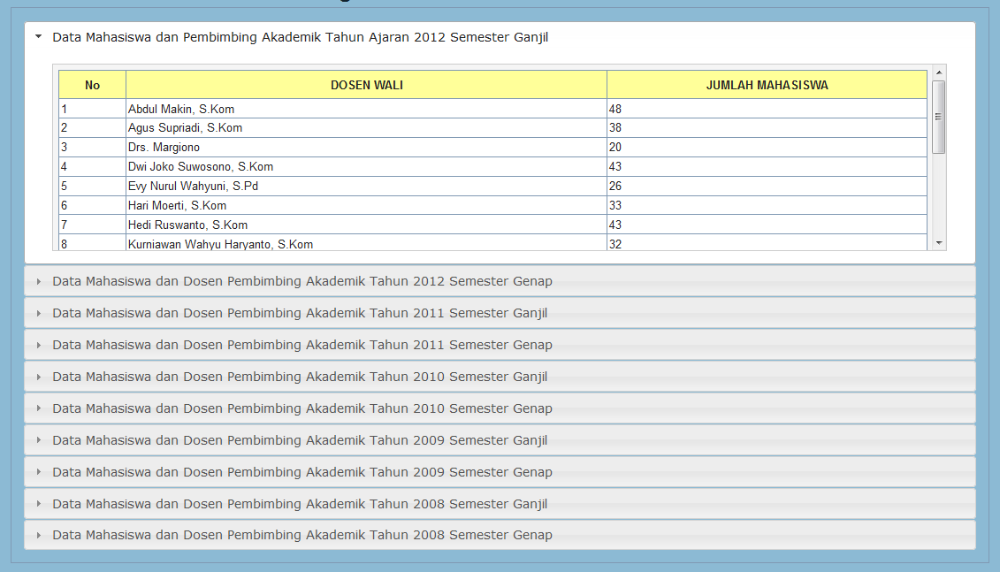 Data Mahasiswa dan Pembimbing Akademik Tahun Ajaran 2012 Semester Ganjil
No DOSEN WALI JUMLAH MAHASISWA
1 Abdul Makin, S.Kom 48
2 Agus Supriadi, S.Kom 38
3 Drs. Margiono 20
4 Dwi Joko Suwosono, S.Kom 43
5 Evy Nurul Wahyuni, S.Pd 26
6 Hari Moerti, S.Kom 33
7 Hedi Ruswanto, S.Kom 43
8 Kurniawan Wahyu Haryanto, S.Kom 32
Data Mahasiswa dan Dosen Pembimbing Akademik Tahun 2012 Semester Genap
Data Mahasiswa dan Dosen Pembimbing Akademik Tahun 2011 Semester Ganjil
Data Mahasiswa dan Dosen Pembimbing Akademik Tahun 2011 Semester Genap
Data Mahasiswa dan Dosen Pembimbing Akademik Tahun 2010 Semester Ganjil
Data Mahasiswa dan Dosen Pembimbing Akademik Tahun 2010 Semester Genap
Data Mahasiswa dan Dosen Pembimbing Akademik Tahun 2009 Semester Ganjil
Data Mahasiswa dan Dosen Pembimbing Akademik Tahun 2009 Semester Genap
Data Mahasiswa dan Dosen Pembimbing Akademik Tahun 2008 Semester Ganjil
Data Mahasiswa dan Dosen Pembimbing Akademik Tahun 2008 Semester Genap